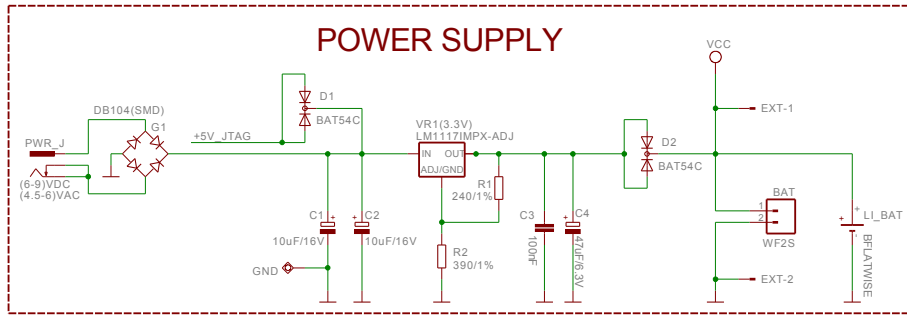 POWER SUPPLY
VCC
D1
DB104(SMD)
G1
BAT54C
+5V_JTAG
PWR_J
(6-9)VDC
(4.5-6)VAC
VR1(3.3V)
LM1117IMPX-ADJ
IN OUT
ADJ/GND
D2
BAT54C
EXT-1
R1
240/1%
C1
10uF/16V
C2
10uF/16V
C3
100nF
C4
47uF/6.3V
R2
390/1%
GND
BAT
1
2
WF2S
EXT-2
+
+
-
LI_BAT
BFLATWISE
+
+
+